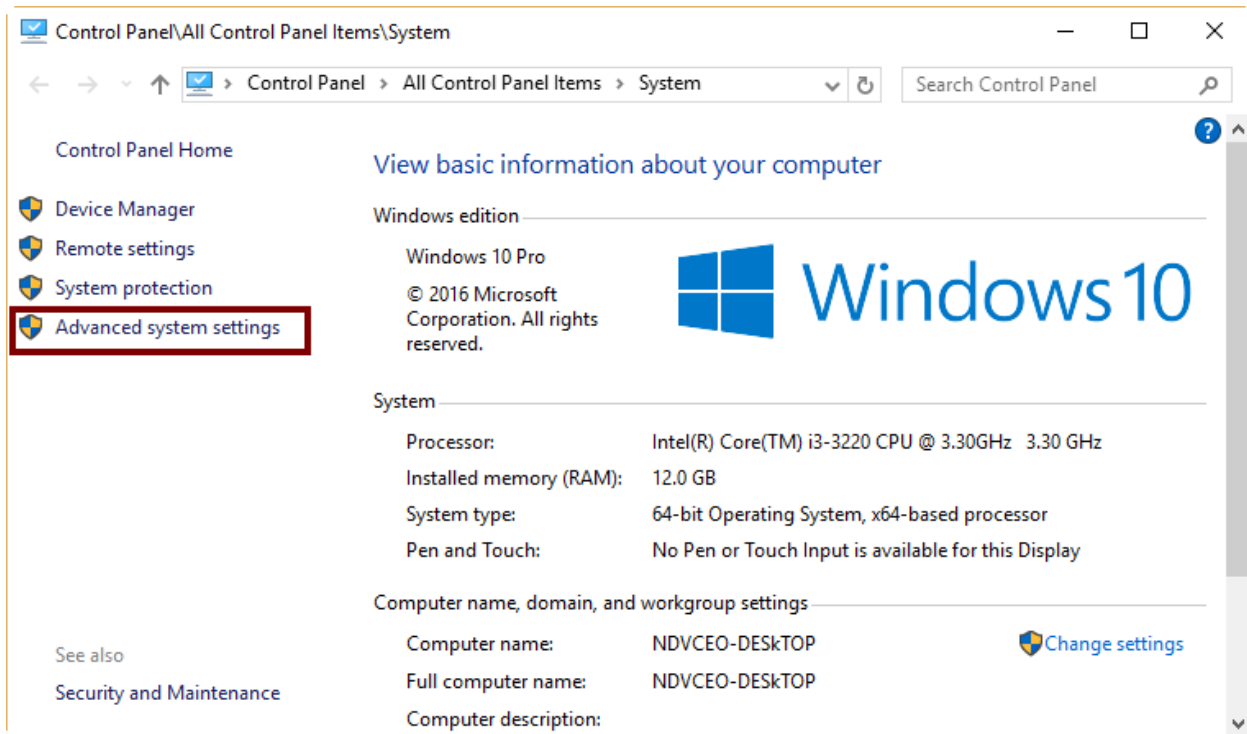 Control Panel\All Control Panel Items\System
Control Panel > All Control Panel Items > System
Search Control Panel
?
Control Panel Home
Device Manager
Remote settings
System protection
Advanced system settings
See also
Security and Maintenance
View basic information about your computer
Windows edition
Windows 10 Pro
© 2016 Microsoft
Corporation. All rights
reserved.
Windows 10
System
Processor: Intel(R) Core(TM) i3-3220 CPU @ 3.30GHz 3.30 GHz
Installed memory (RAM): 12.0 GB
System type: 64-bit Operating System, x64-based processor
Pen and Touch: No Pen or Touch Input is available for this Display
Computer name, domain, and workgroup settings
Computer name: NDVCEO-DESkTOP Change settings
Full computer name: NDVCEO-DESkTOP
Computer description: